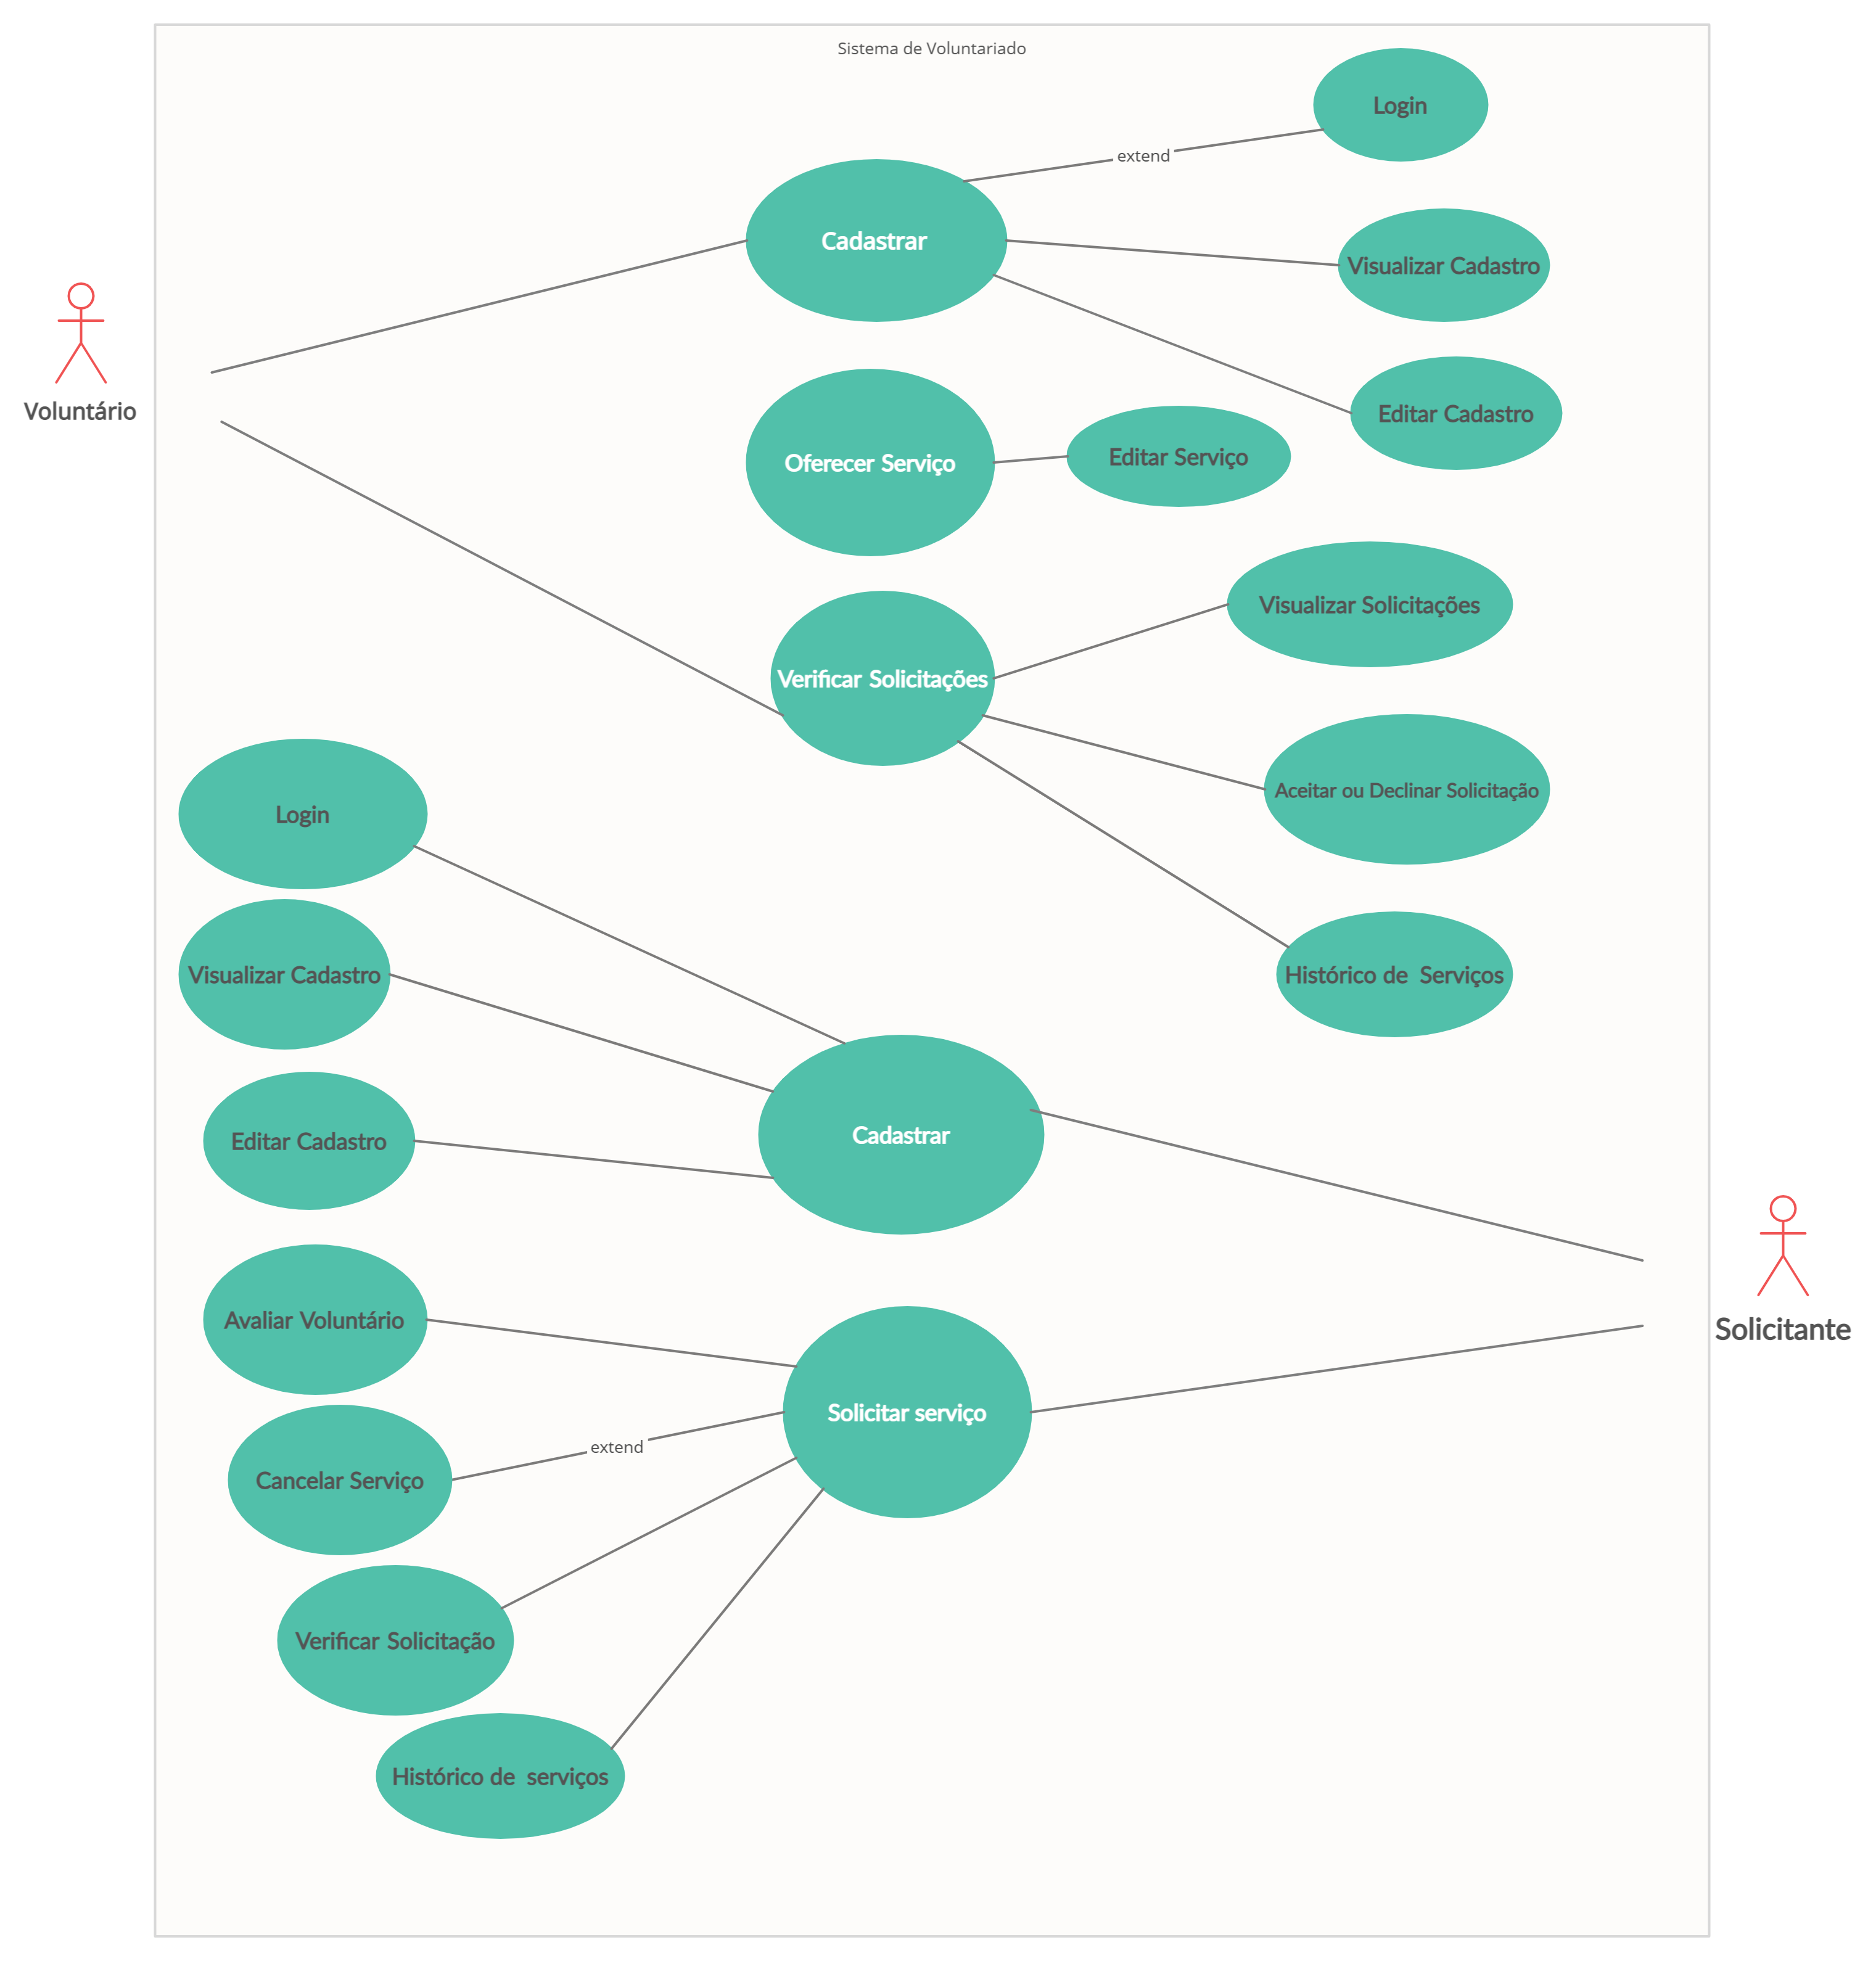 Sistema de Voluntariado
Login
extend
Cadastrar
Visualizar Cadastro
Voluntário
Editar Cadastro
Oferecer Serviço
Editar Serviço
Visualizar Solicitações
Verificar Solicitações
Aceitar ou Declinar Solicitação
Histórico de Serviços
Login
Visualizar Cadastro
Editar Cadastro
Cadastrar
Solicitante
Avaliar Voluntário
Solicitar serviço
extend
Cancelar Serviço
Verificar Solicitação
Histórico de serviços